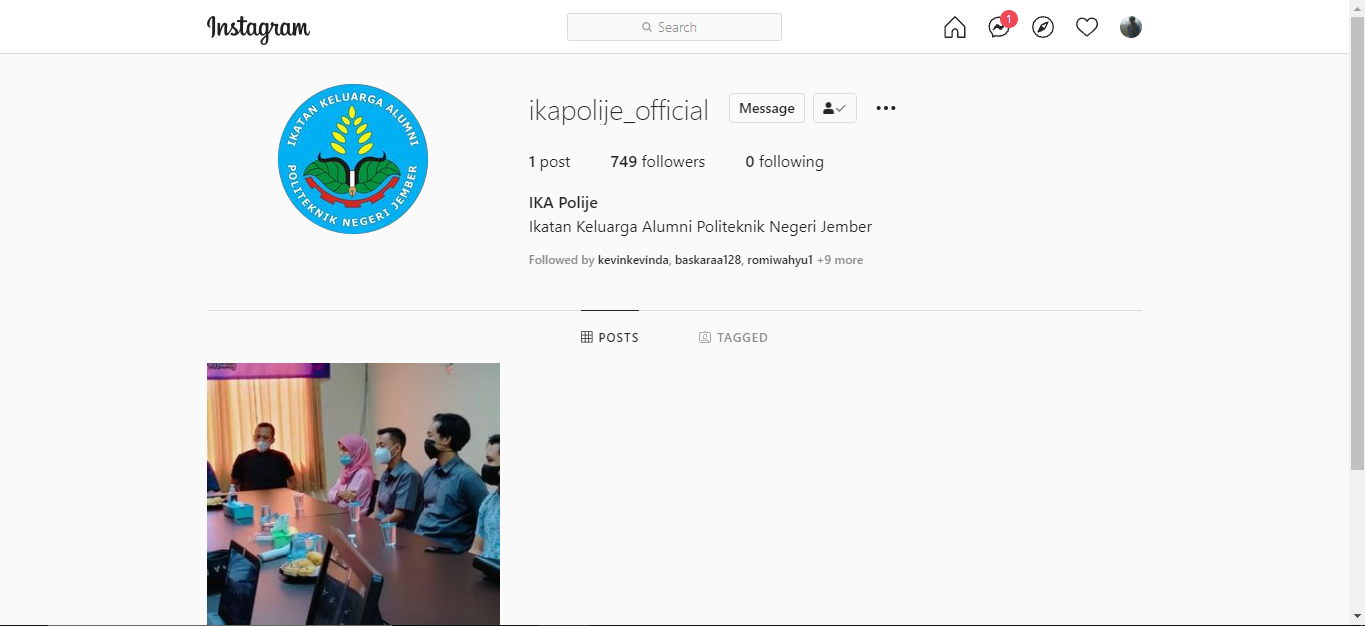 Instagram
Search
1
ikapolije_official
Message
1 post
749 followers
0 following
IKA Polije
Ikatan Keluarga Alumni Politeknik Negeri Jember
Followed by kevinkevinda, baskaraa128, romiwahyu1 +9 more
IKATAN KELUARGA ALUMNI
POLITEKNIK NEGERI JEMBER
POSTS
TAGGED